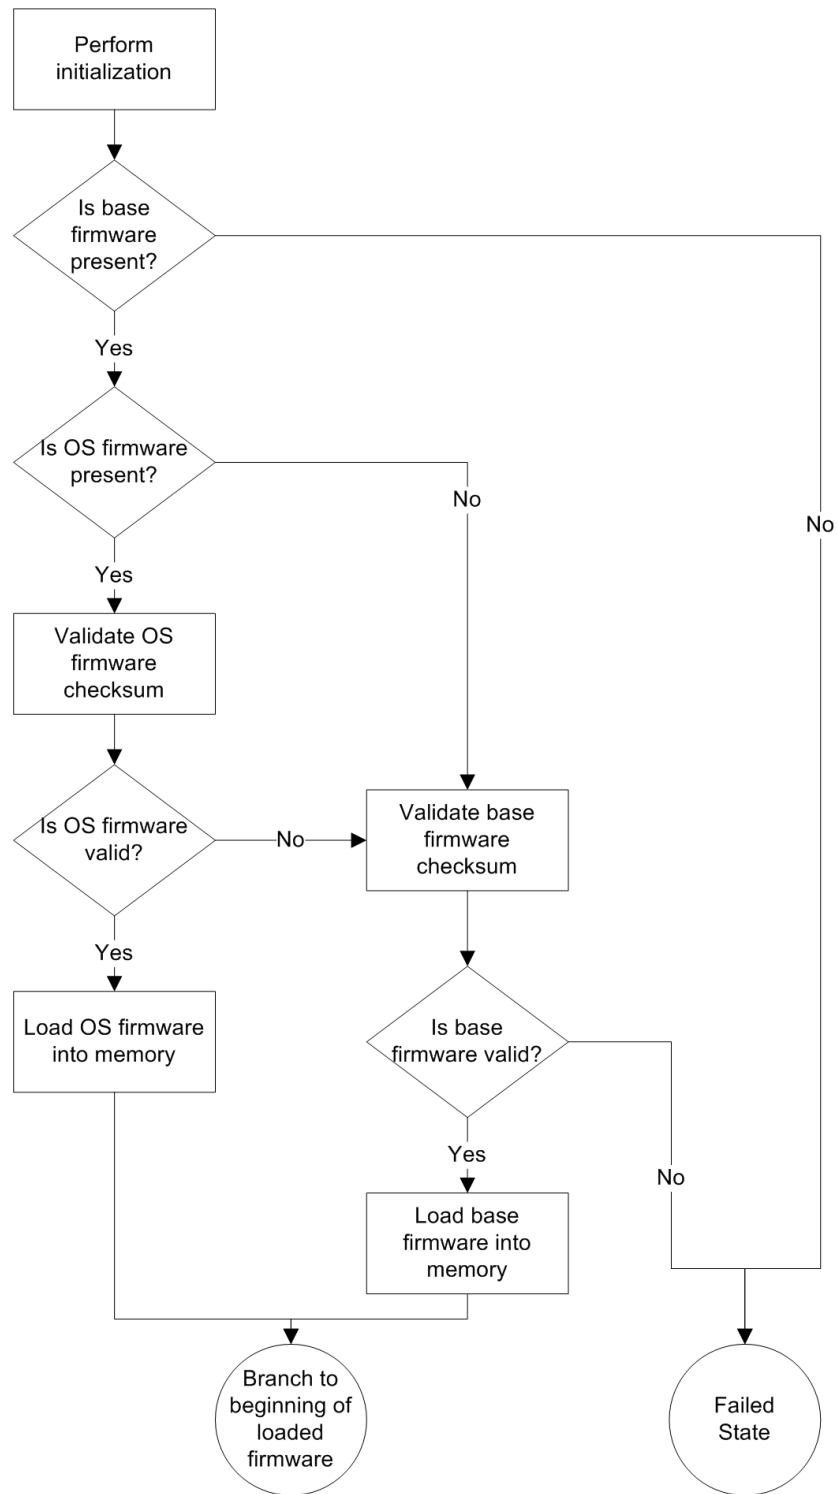 Perform
initialization
Is base
firmware
present?
Yes
Is OS firmware
present?
No
No
Yes
Validate OS
firmware
checksum
Is OS firmware
valid?
No
Validate base
firmware
checksum
Yes
Load OS firmware
into memory
Is base
firmware valid?
Yes
No
Load base
firmware into
memory
Branch to
beginning of
loaded
firmware
Failed
State